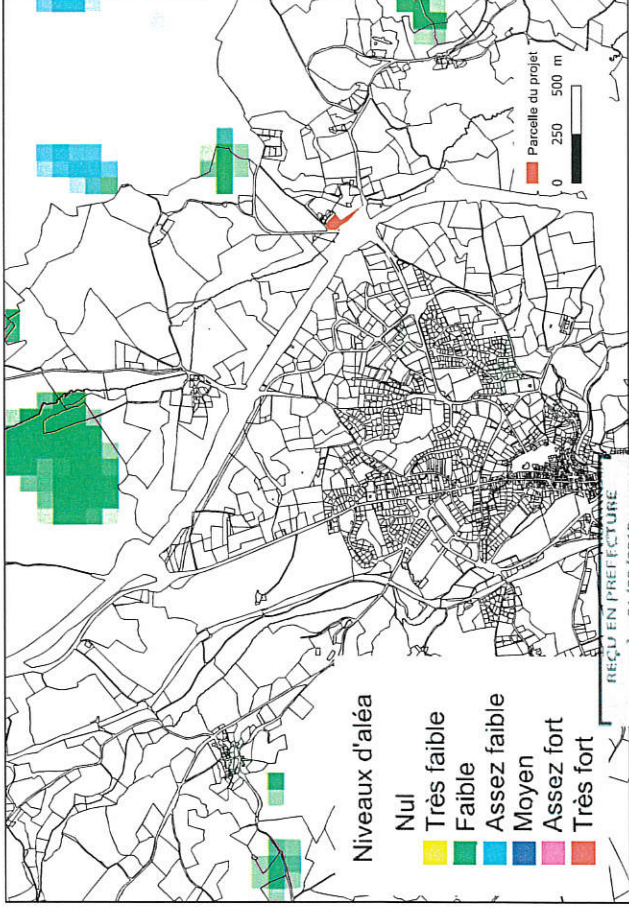 Niveaux d'aléa
Nul
Très faible
Faible
Assez faible
Moyen
Assez fort
Très fort
Parcelle du projet
0 250 500 m
REÇU EN PREFECTURE